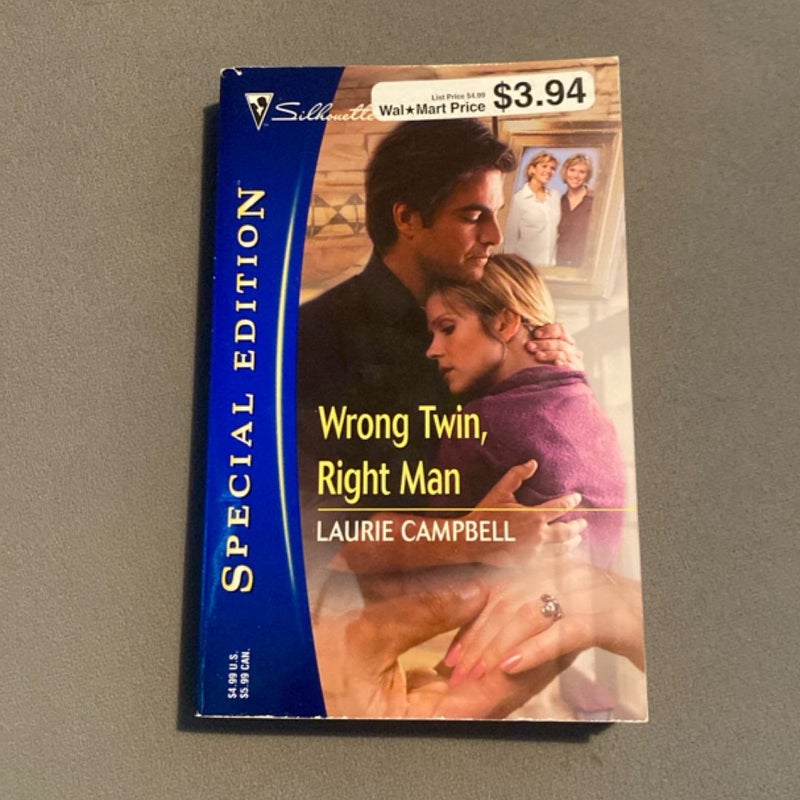 Silhouette
List Price $4.99
Wal★Mart Price $3.94
SPECIAL EDITION
Wrong Twin,
Right Man
LAURIE CAMPBELL
$4.99 U.S.
$5.99 CAN.